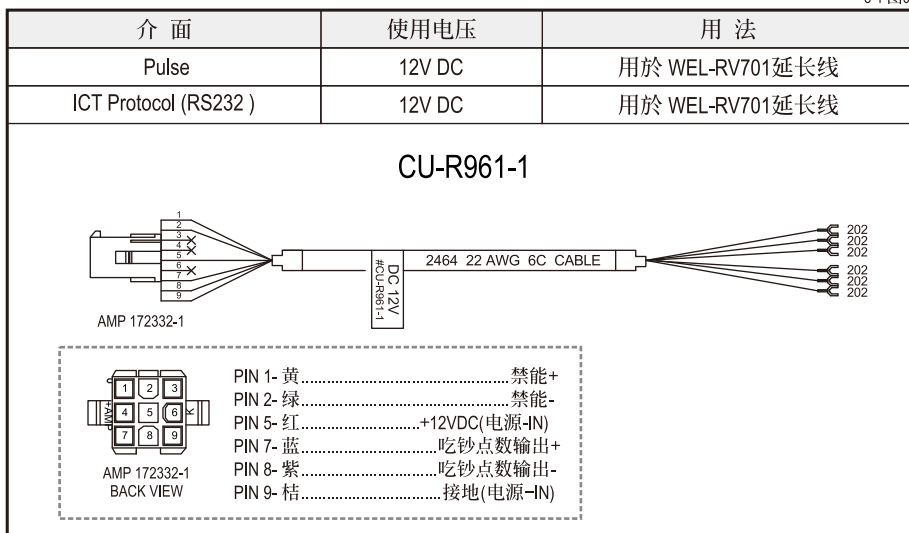 介 面 使用电压 用 法
Pulse 12V DC 用於 WEL-RV701延长线
ICT Protocol (RS232 ) 12V DC 用於 WEL-RV701延长线
CU-R961-1
1
2
3
4
5
6
7
8
9
AMP 172332-1
DC 12V
#CU-R961-1
2464 22 AWG 6C CABLE
202
202
202
202
202
202
1 2 3
4 5 6
7 8 9
AMP 172332-1
BACK VIEW
PIN 1- 黄.......................................禁能+
PIN 2- 绿.......................................禁能-
PIN 5- 红......................+12VDC(电源-IN)
PIN 7- 蓝..........................吃钞点数输出+
PIN 8- 紫..........................吃钞点数输出-
PIN 9- 桔..........................接地(电源-IN)